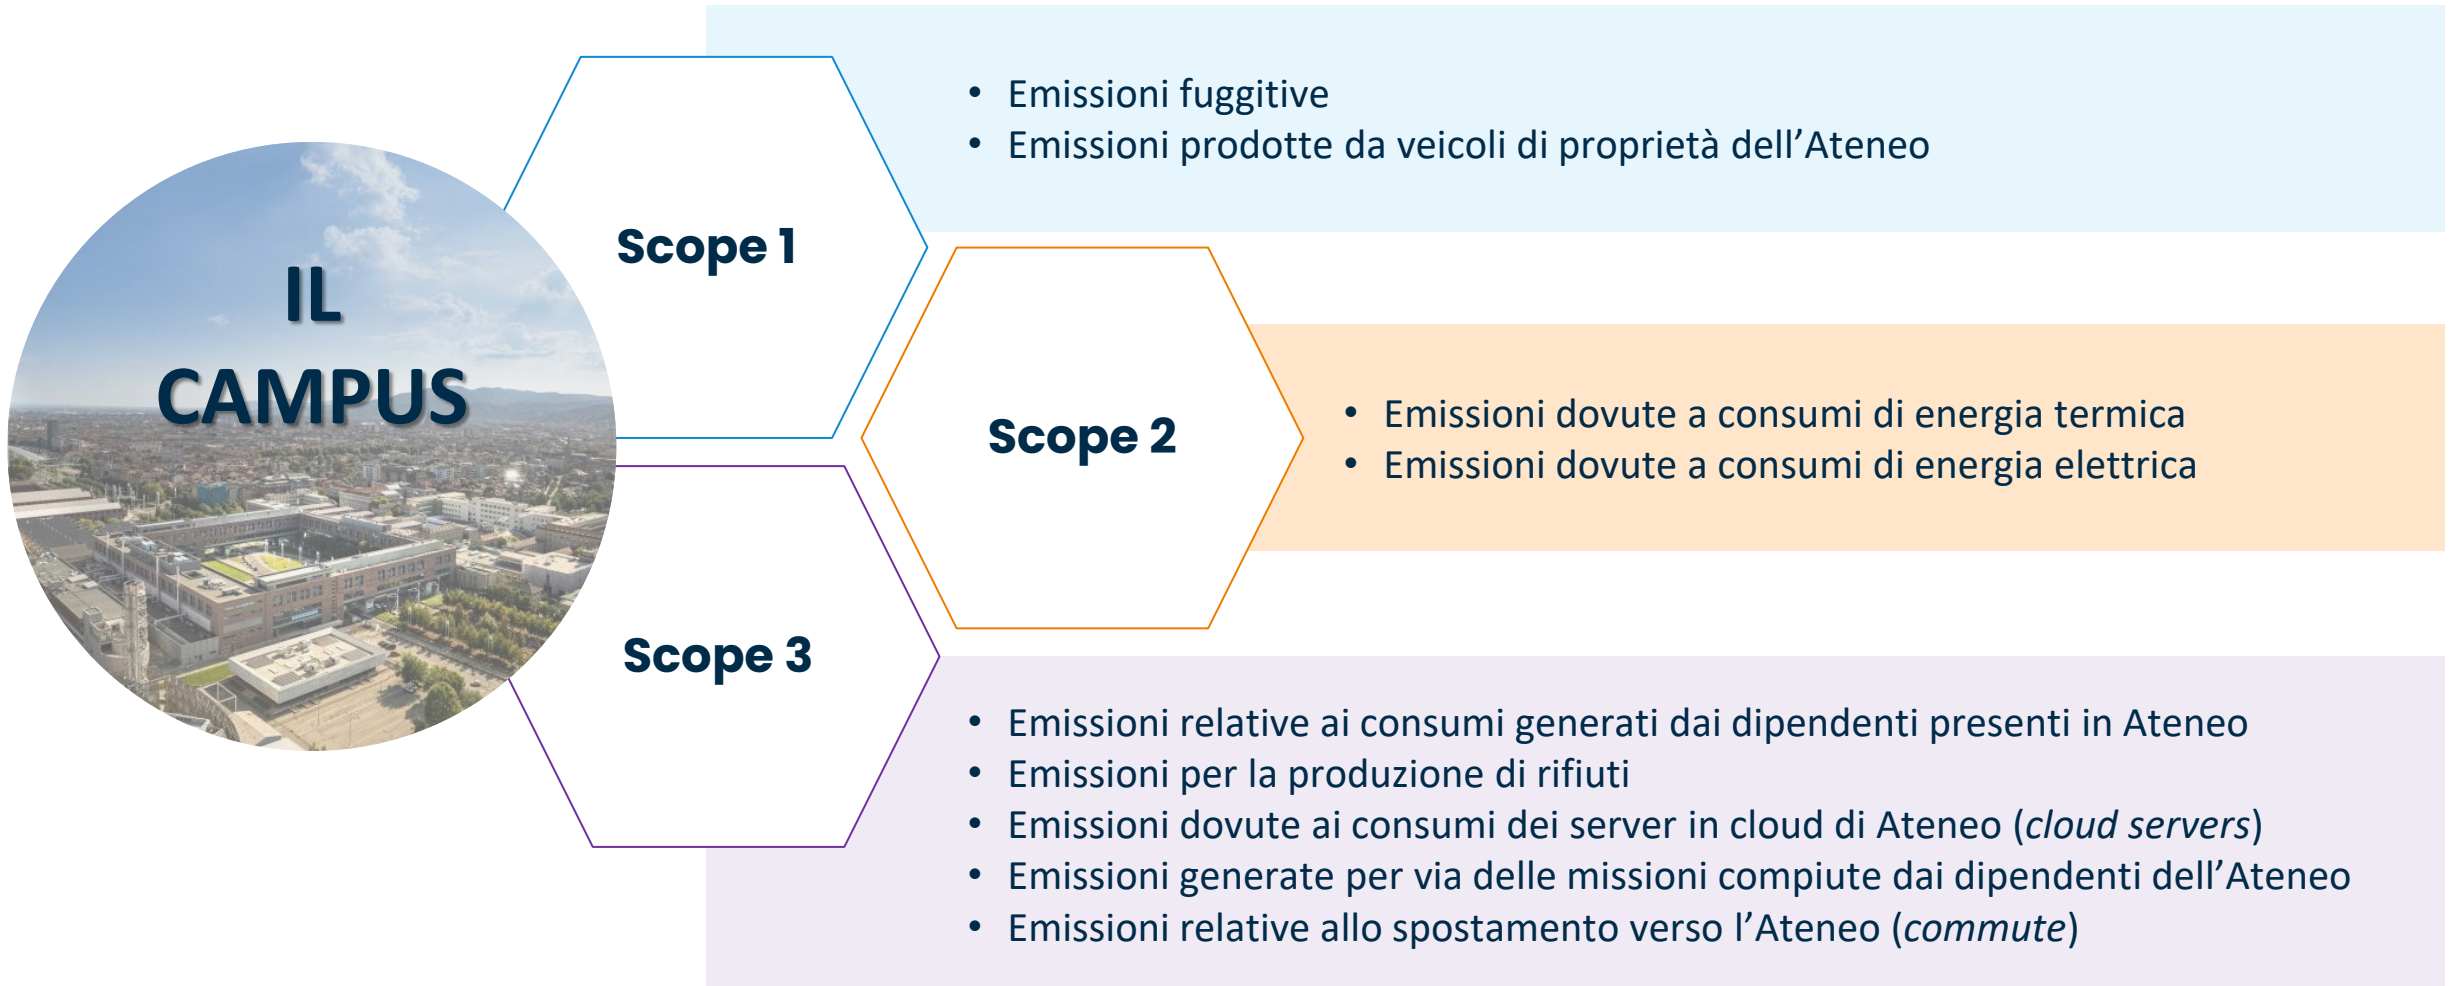 IL
CAMPUS
Scope 1
• Emissioni fuggitive
• Emissioni prodotte da veicoli di proprietà dell’Ateneo
Scope 2
• Emissioni dovute a consumi di energia termica
• Emissioni dovute a consumi di energia elettrica
Scope 3
• Emissioni relative ai consumi generati dai dipendenti presenti in Ateneo
• Emissioni per la produzione di rifiuti
• Emissioni dovute ai consumi dei server in cloud di Ateneo (cloud servers)
• Emissioni generate per via delle missioni compiute dai dipendenti dell’Ateneo
• Emissioni relative allo spostamento verso l’Ateneo (commute)